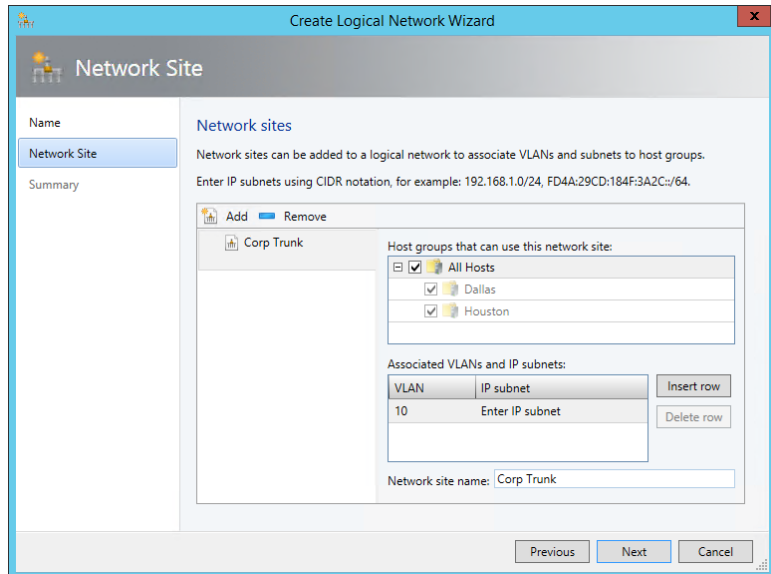 Create Logical Network Wizard
x
Network Site
Name
Network Site
Summary
Network sites
Network sites can be added to a logical network to associate VLANs and subnets to host groups.
Enter IP subnets using CIDR notation, for example: 192.168.1.0/24, FD4A:29CD:184F:3A2C::/64.
Add Remove
Corp Trunk
Host groups that can use this network site:
All Hosts
Dallas
Houston
Associated VLANs and IP subnets:
VLAN IP subnet
10 Enter IP subnet
Insert row
Delete row
Network site name: Corp Trunk
Previous Next Cancel